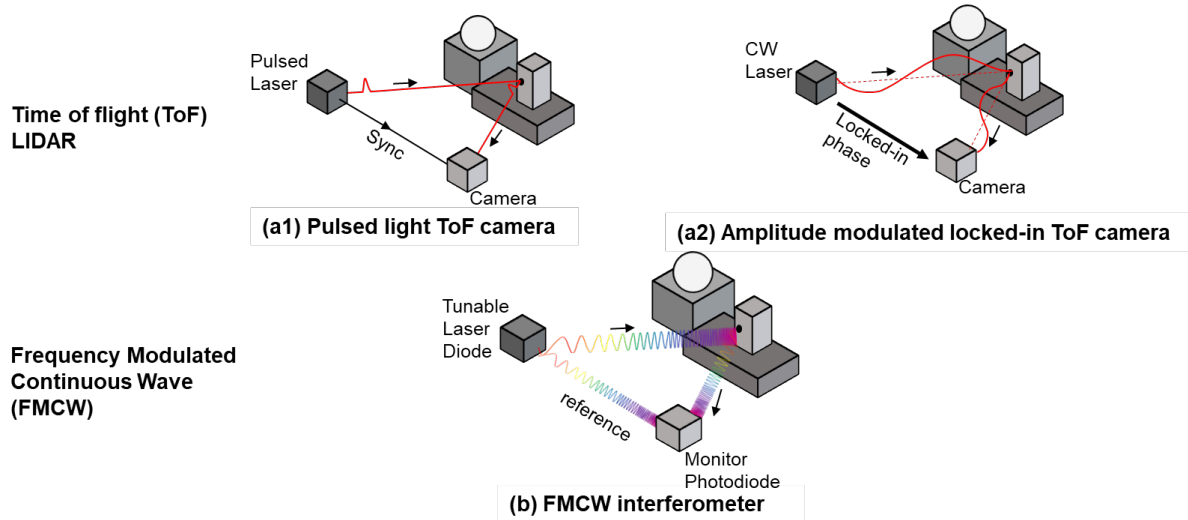 Pulsed
Laser
Sync
Camera
(a1) Pulsed light ToF camera
CW
Laser
Locked-in
phase
Camera
(a2) Amplitude modulated locked-in ToF camera
Time of flight (ToF)
LIDAR
Tunable
Laser
Diode
reference
Monitor
Photodiode
(b) FMCW interferometer
Frequency Modulated
Continuous Wave
(FMCW)